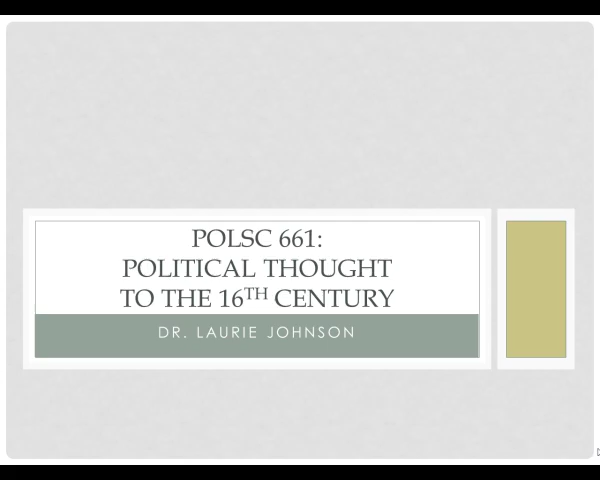 POLSC 661:
POLITICAL THOUGHT
TO THE 16TH CENTURY
DR. LAURIE JOHNSON